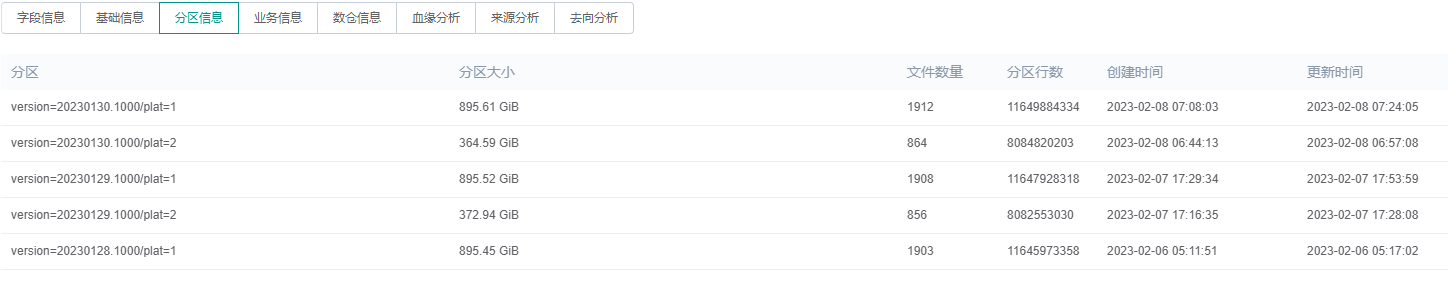 字段信息 基础信息 分区信息 业务信息 数仓信息 血缘分析 来源分析 去向分析
分区 分区大小 文件数量 分区行数 创建时间 更新时间
version=20230130.1000/plat=1 895.61 GiB 1912 11649884334 2023-02-08 07:08:03 2023-02-08 07:24:05
version=20230130.1000/plat=2 364.59 GiB 864 8084820203 2023-02-08 06:44:13 2023-02-08 06:57:08
version=20230129.1000/plat=1 895.52 GiB 1908 11647928318 2023-02-07 17:29:34 2023-02-07 17:53:59
version=20230129.1000/plat=2 372.94 GiB 856 8082553030 2023-02-07 17:16:35 2023-02-07 17:28:08
version=20230128.1000/plat=1 895.45 GiB 1903 11645973358 2023-02-06 05:11:51 2023-02-06 05:17:02